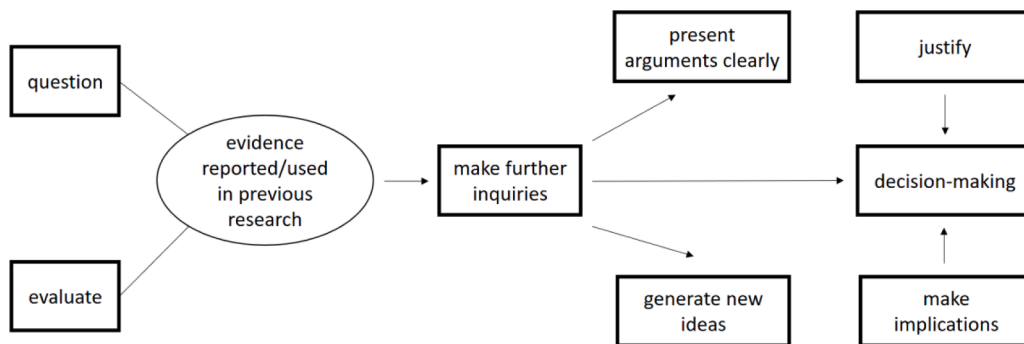 question
evaluate
evidence
reported/used
in previous
research
make further
inquiries
present
arguments clearly
generate new
ideas
justify
decision-making
make
implications